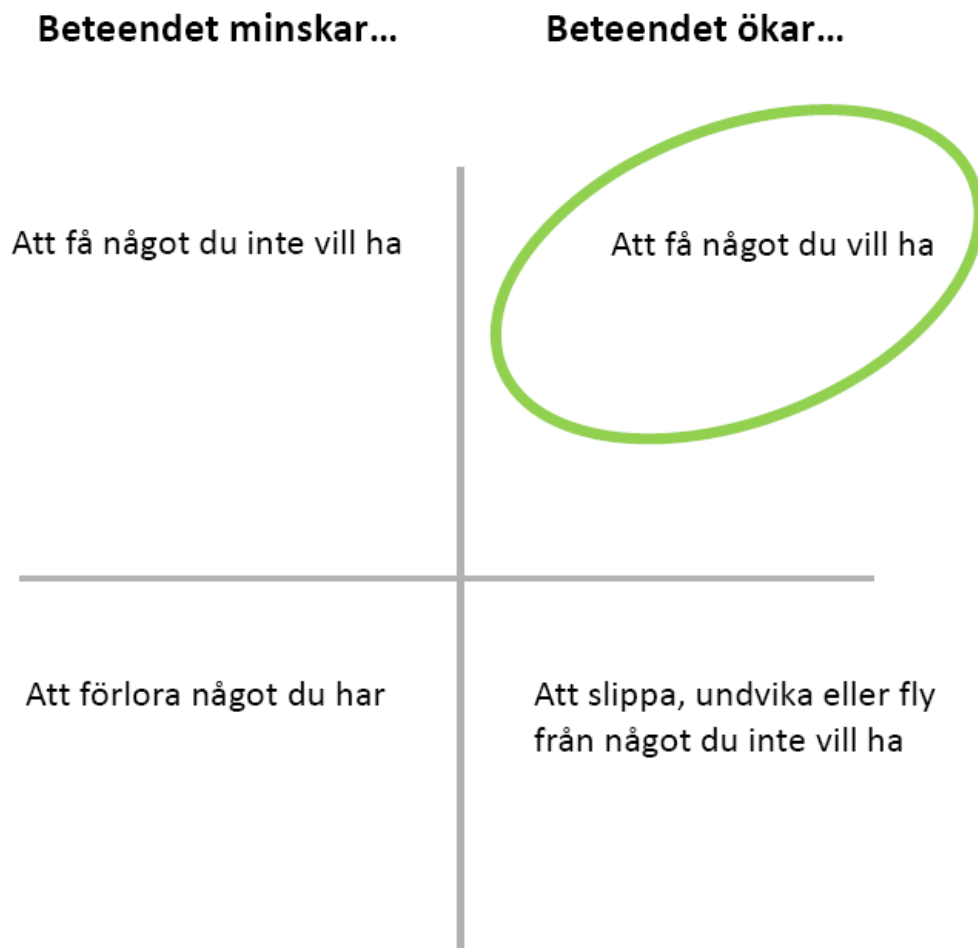 Beteendet minskar...
Beteendet ökar...
Att få något du inte vill ha
Att få något du vill ha
Att förlora något du har
Att slippa, undvika eller fly
från något du inte vill ha